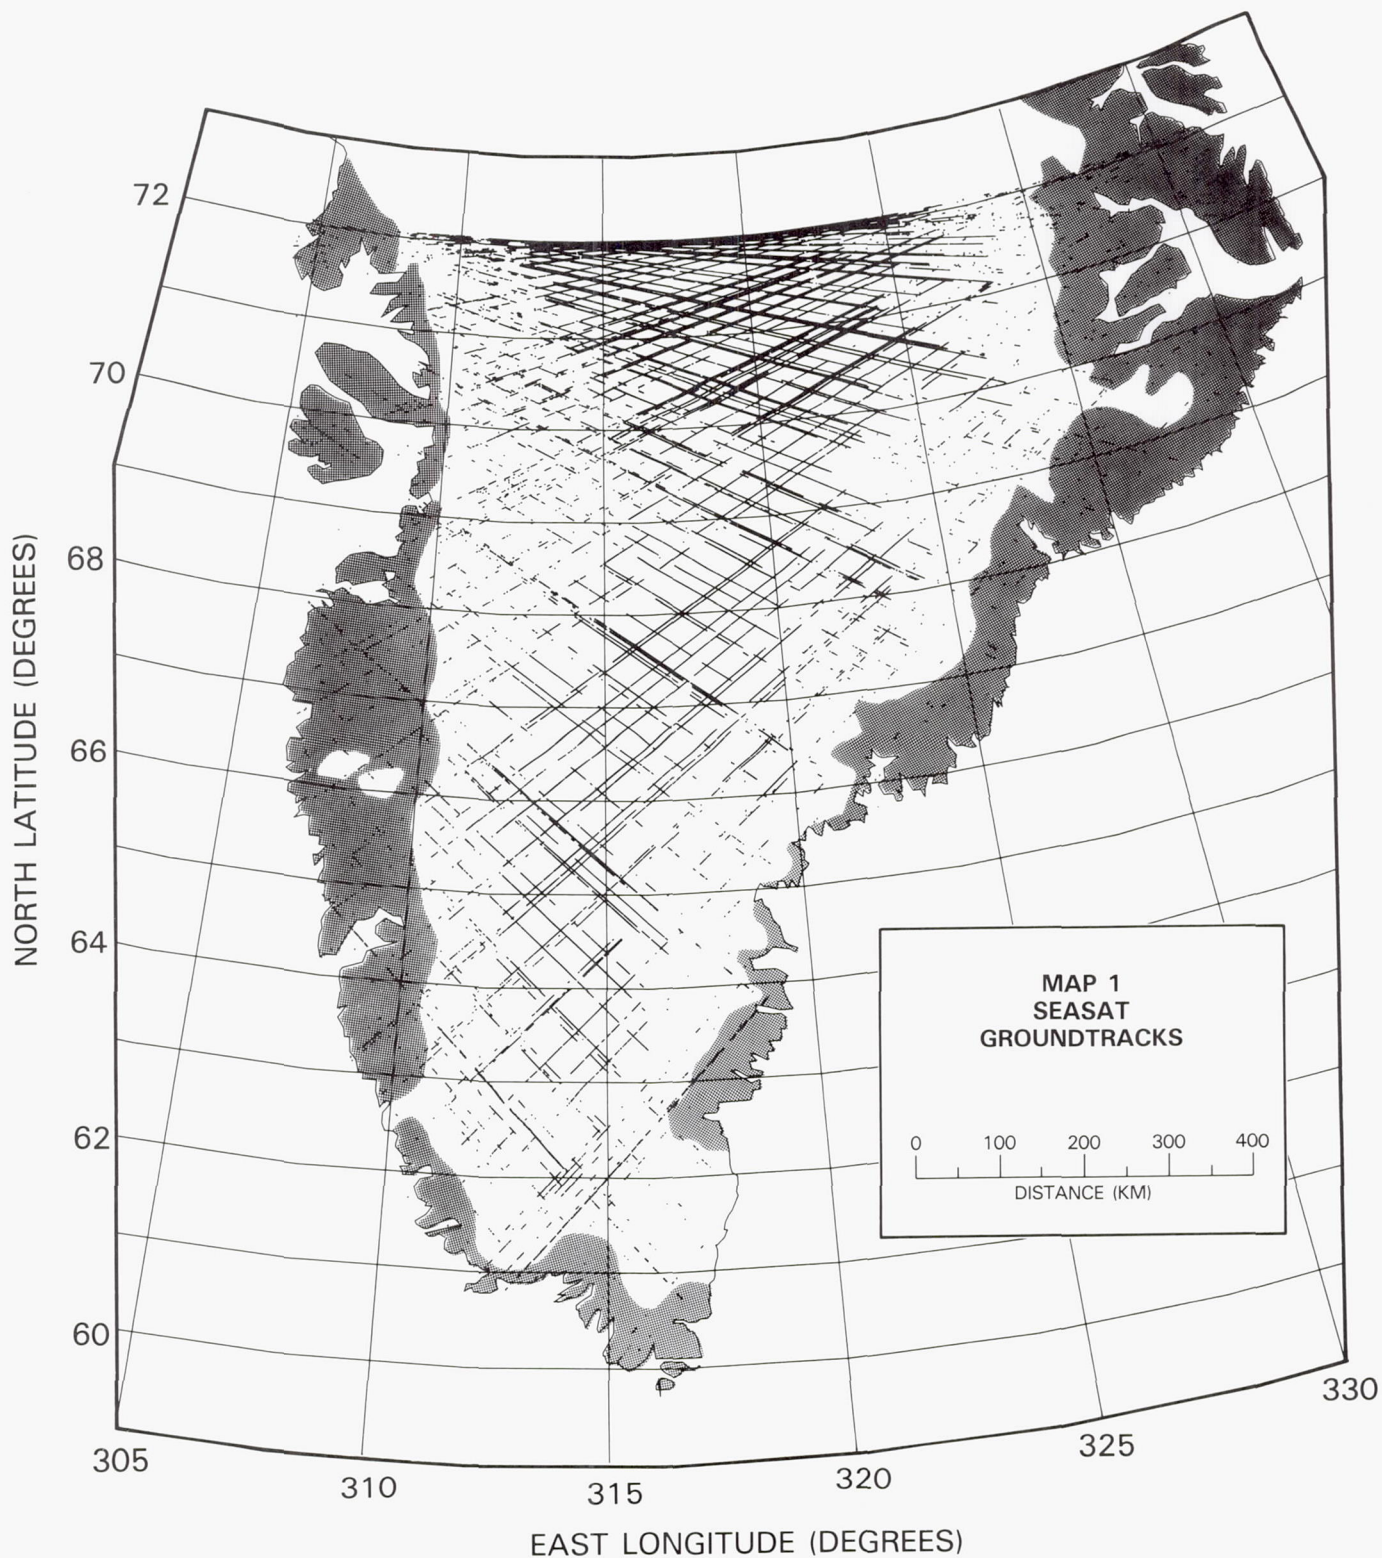 72
70
68
66
64
62
60
NORTH LATITUDE (DEGREES)
MAP 1
SEASAT
GROUNDTRACKS
0 100 200 300 400
DISTANCE (KM)
305 310 315 320 325 330
EAST LONGITUDE (DEGREES)